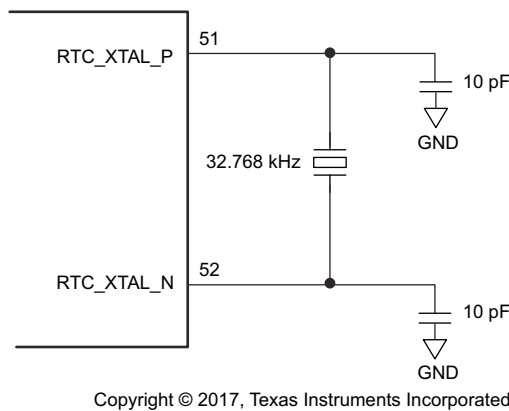 RTC_XTAL_P
51
10 pF
GND
32.768 kHz
RTC_XTAL_N
52
10 pF
GND
Copyright © 2017, Texas Instruments Incorporated